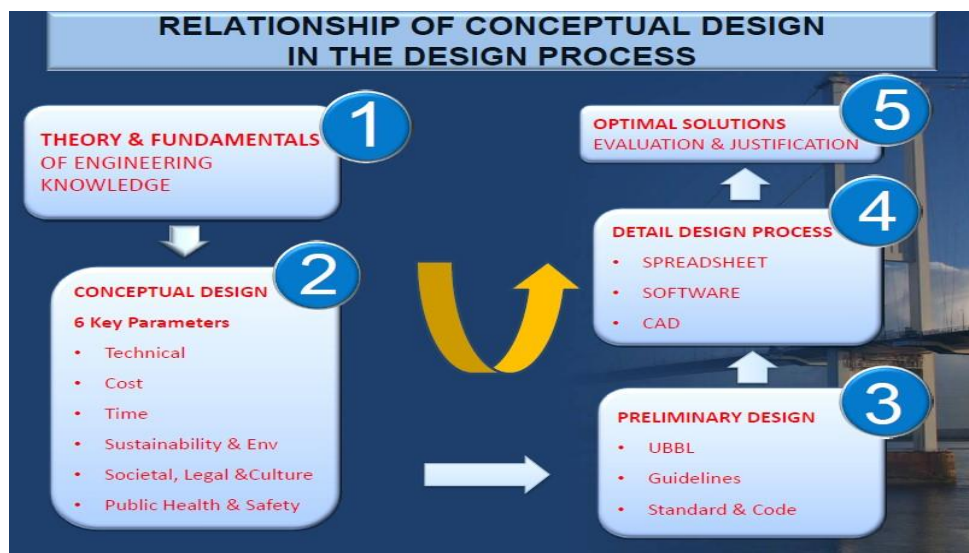 RELATIONSHIP OF CONCEPTUAL DESIGN
IN THE DESIGN PROCESS
1
THEORY & FUNDAMENTALS
OF ENGINEERING
KNOWLEDGE
2
CONCEPTUAL DESIGN
6 Key Parameters
• Technical
• Cost
• Time
• Sustainability & Env
• Societal, Legal &Culture
• Public Health & Safety
3
PRELIMINARY DESIGN
• UBBL
• Guidelines
• Standard & Code
4
DETAIL DESIGN PROCESS
• SPREADSHEET
• SOFTWARE
• CAD
5
OPTIMAL SOLUTIONS
EVALUATION & JUSTIFICATION